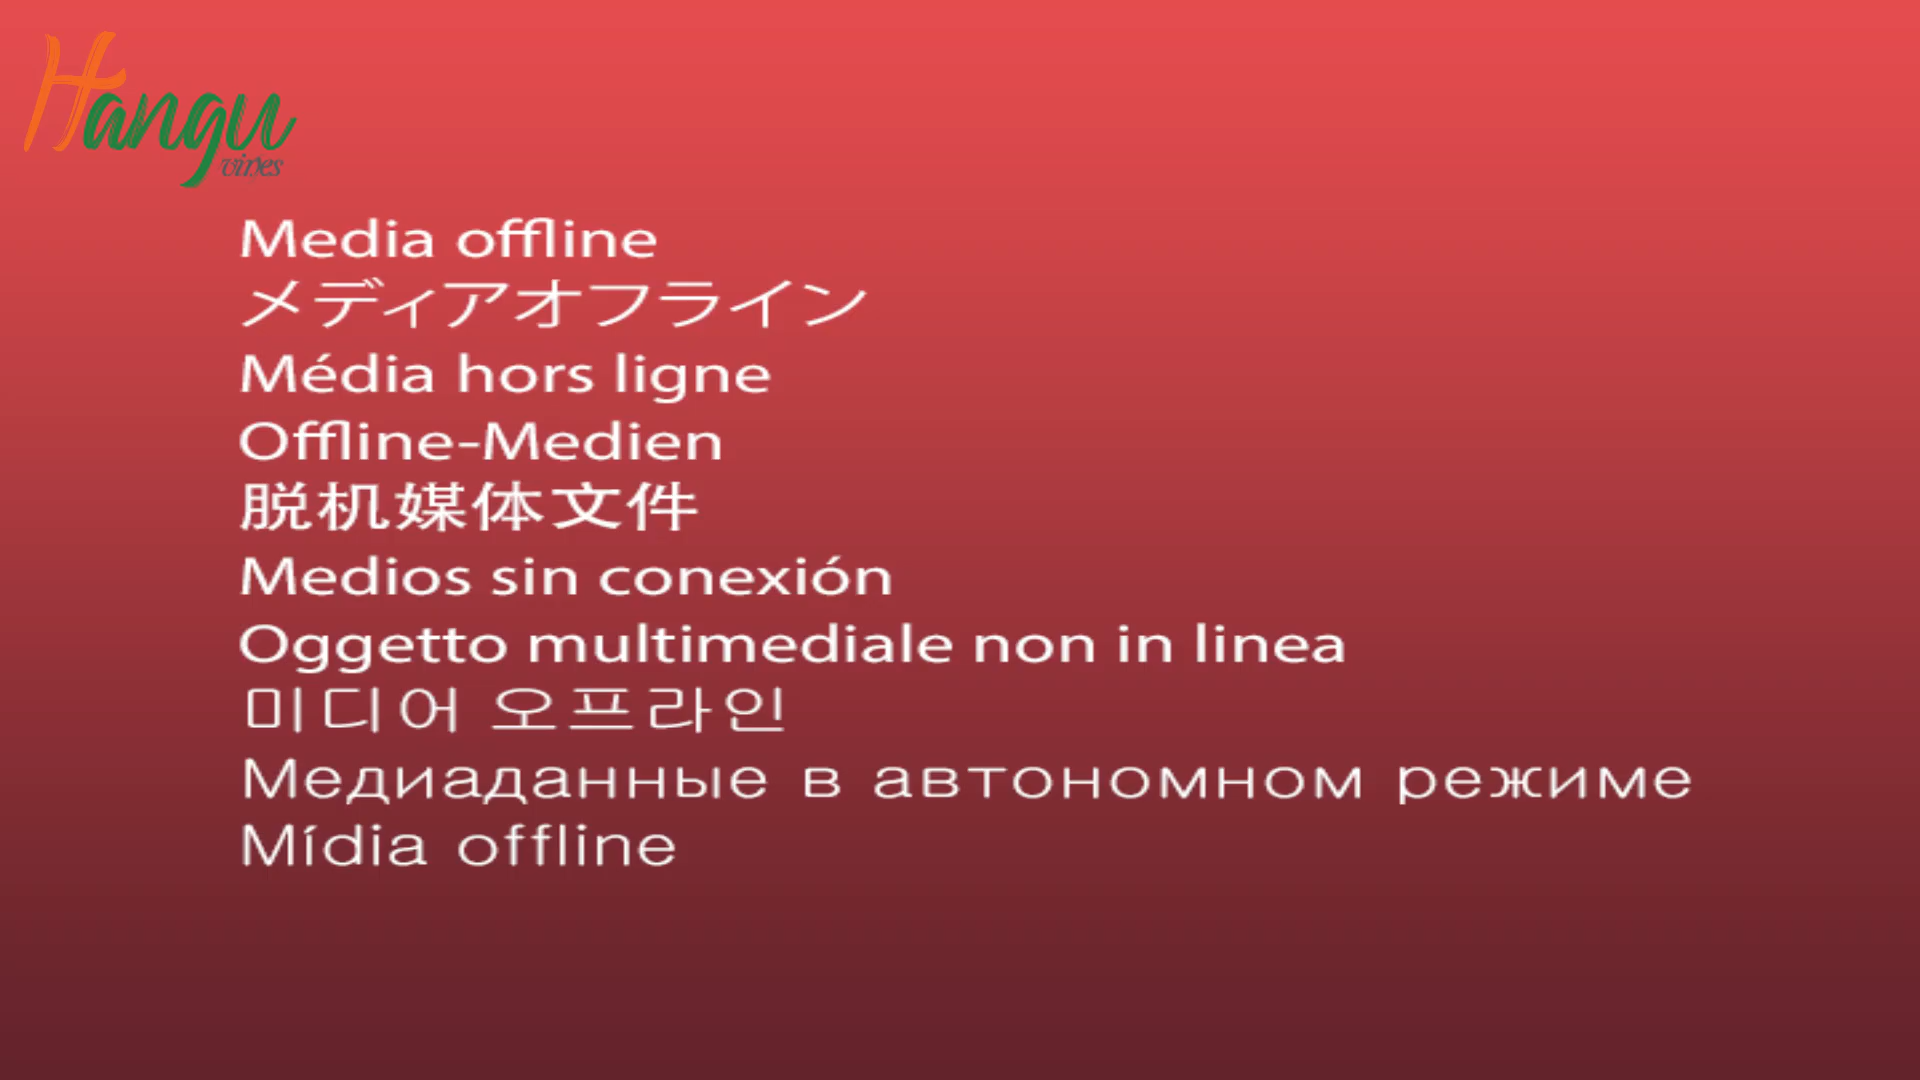 Hangu
vines
Media offline
メディアオフライン
Média hors ligne
Offline-Medien
脱机媒体文件
Medios sin conexión
Oggetto multimediale non in linea
미디어 오프라인
Медиаданные в автономном режиме
Mídia offline